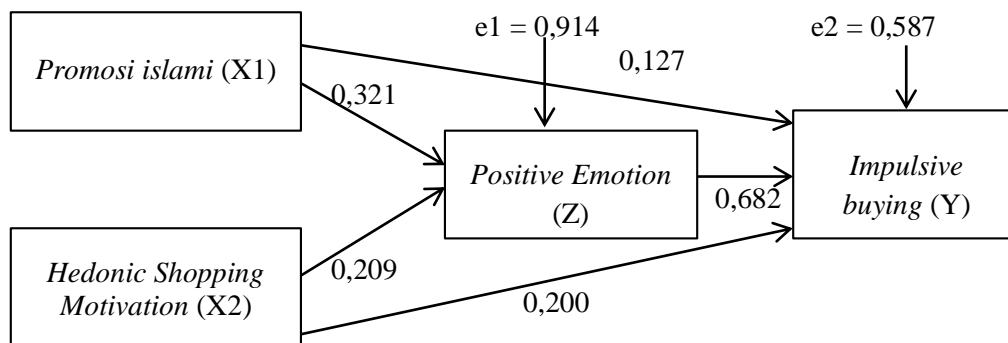 e1 = 0,914
e2 = 0,587
Promosi islami (X1)
0,127
0,321
Positive Emotion
(Z)
Impulsive
buying (Y)
0,682
Hedonic Shopping
Motivation (X2)
0,209
0,200